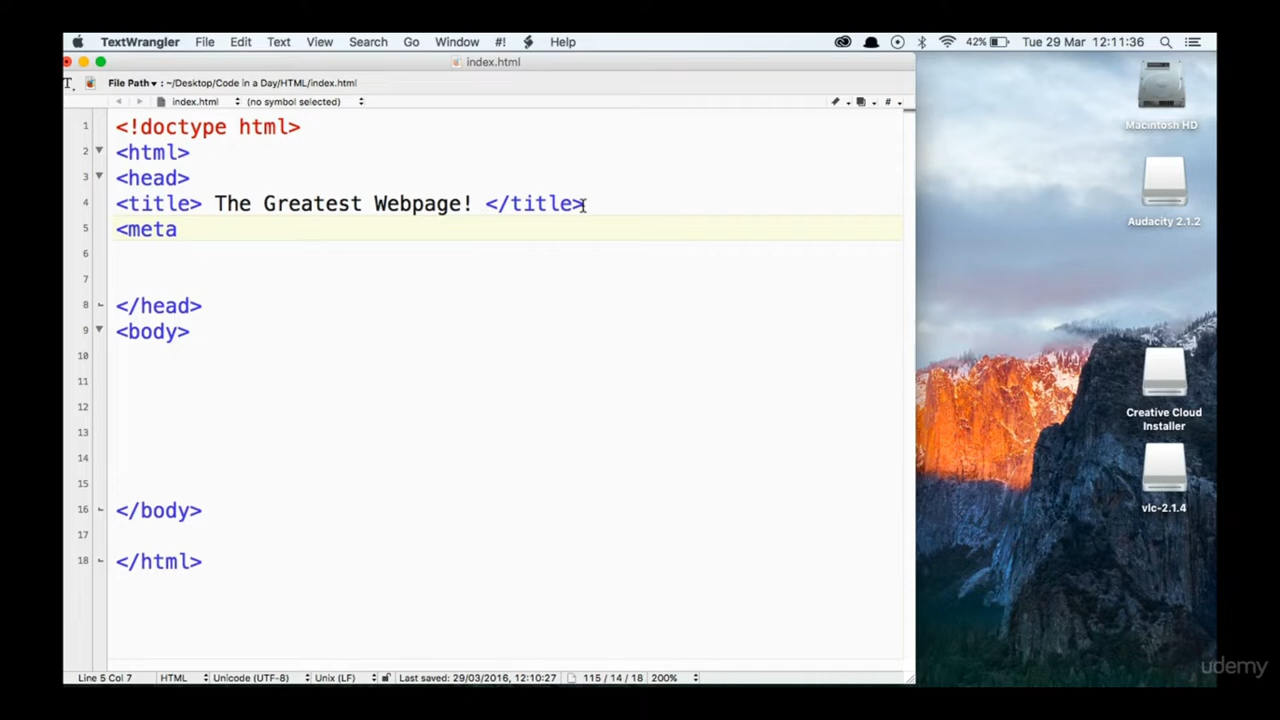 TextWrangler File Edit Text View Search Go Window #! Help 42% Tue 29 Mar 12:11:36
index.html
File Path ▾ : ~/Desktop/Code in a Day/HTML/index.html
index.html (no symbol selected) #
1 <!doctype html>
2 <html>
3 <head>
4 <title> The Greatest Webpage! </title>
5 <meta
6
7
8 </head>
9 <body>
10
11
12
13
14
15
16 </body>
17
18 </html>
Line 5 Col 7 HTML Unicode (UTF-8) Unix (LF) Last saved: 29/03/2016, 12:10:27 115 / 14 / 18 200%
Macintosh HD
Audacity 2.1.2
Creative Cloud
Installer
vlc-2.1.4
udemy